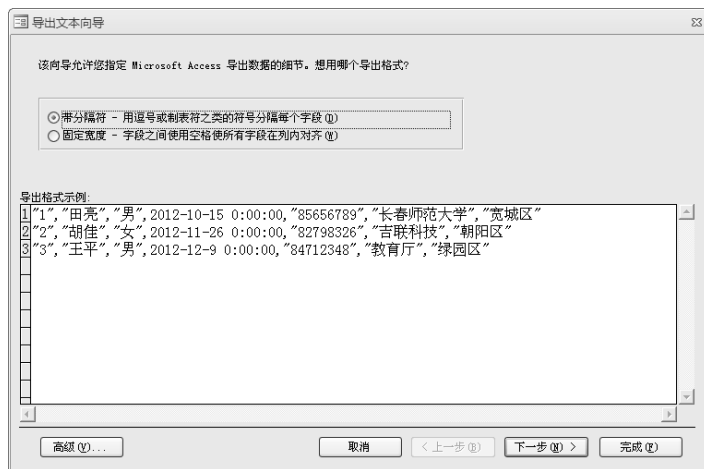 导出文本向导
该向导允许您指定 Microsoft Access 导出数据的细节。想用哪个导出格式?
带分隔符 - 用逗号或制表符之类的符号分隔每个字段(D)
固定宽度 - 字段之间使用空格使所有字段在列内对齐(W)
导出格式示例:
1 "1","田亮","男",2012-10-15 0:00:00,"85656789","长春师范大学","宽城区"
2 "2","胡佳","女",2012-11-26 0:00:00,"82798326","吉联科技","朝阳区"
3 "3","王平","男",2012-12-9 0:00:00,"84712348","教育厅","绿园区"
高级(V)... 取消 < 上一步(B) 下一步(N) > 完成(F)